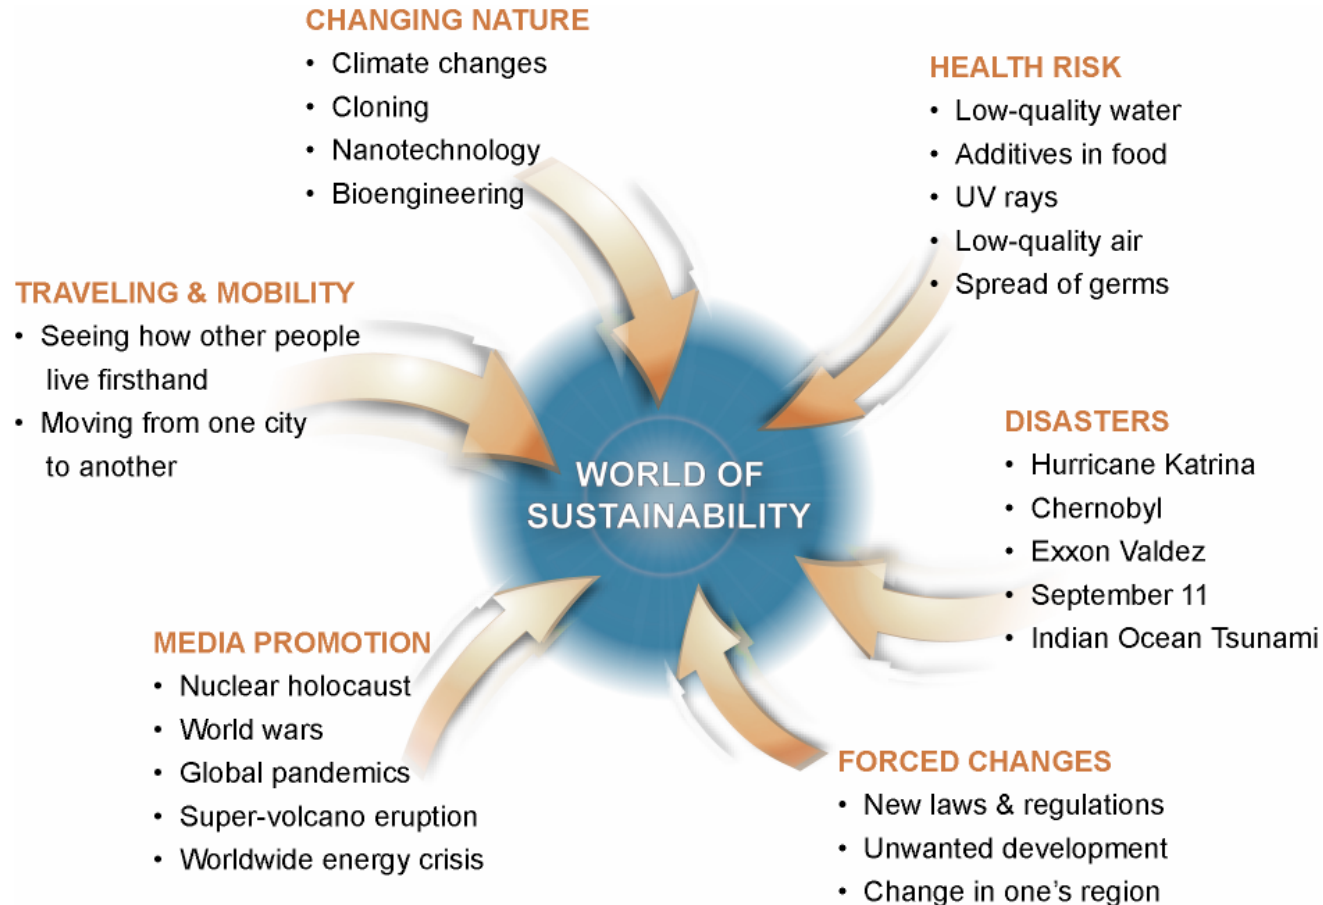 CHANGING NATURE
• Climate changes
• Cloning
• Nanotechnology
• Bioengineering
HEALTH RISK
• Low-quality water
• Additives in food
• UV rays
• Low-quality air
• Spread of germs
TRAVELING & MOBILITY
• Seeing how other people
live firsthand
• Moving from one city
to another
WORLD OF
SUSTAINABILITY
DISASTERS
• Hurricane Katrina
• Chernobyl
• Exxon Valdez
• September 11
• Indian Ocean Tsunami
MEDIA PROMOTION
• Nuclear holocaust
• World wars
• Global pandemics
• Super-volcano eruption
• Worldwide energy crisis
FORCED CHANGES
• New laws & regulations
• Unwanted development
• Change in one’s region